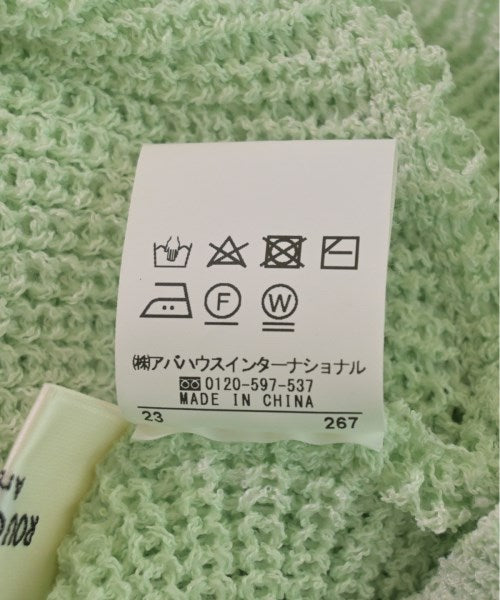 F W
(株)アバハウスインターナショナル
0120-597-537
MADE IN CHINA
23 267
ROU